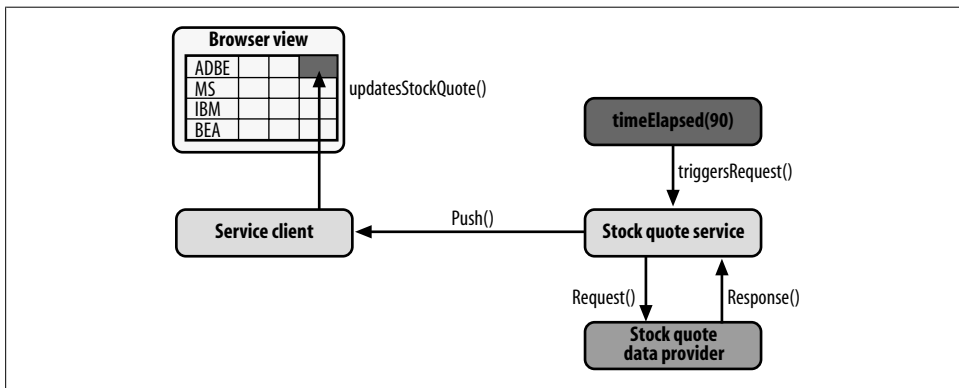 Browser view
ADBE
MS
IBM
BEA
updatesStockQuote()
timeElapsed(90)
triggersRequest()
Service client
Push()
Stock quote service
Request()
Response()
Stock quote
data provider